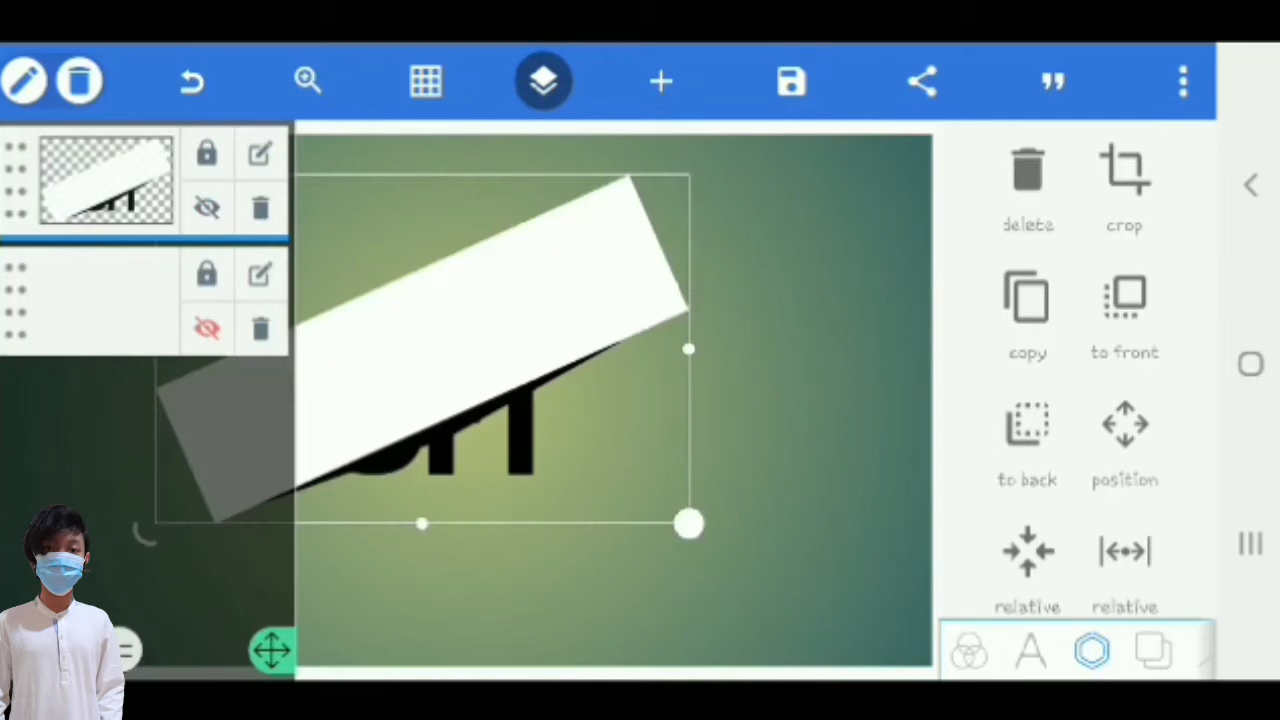 delete crop
copy to front
to back position
relative relative